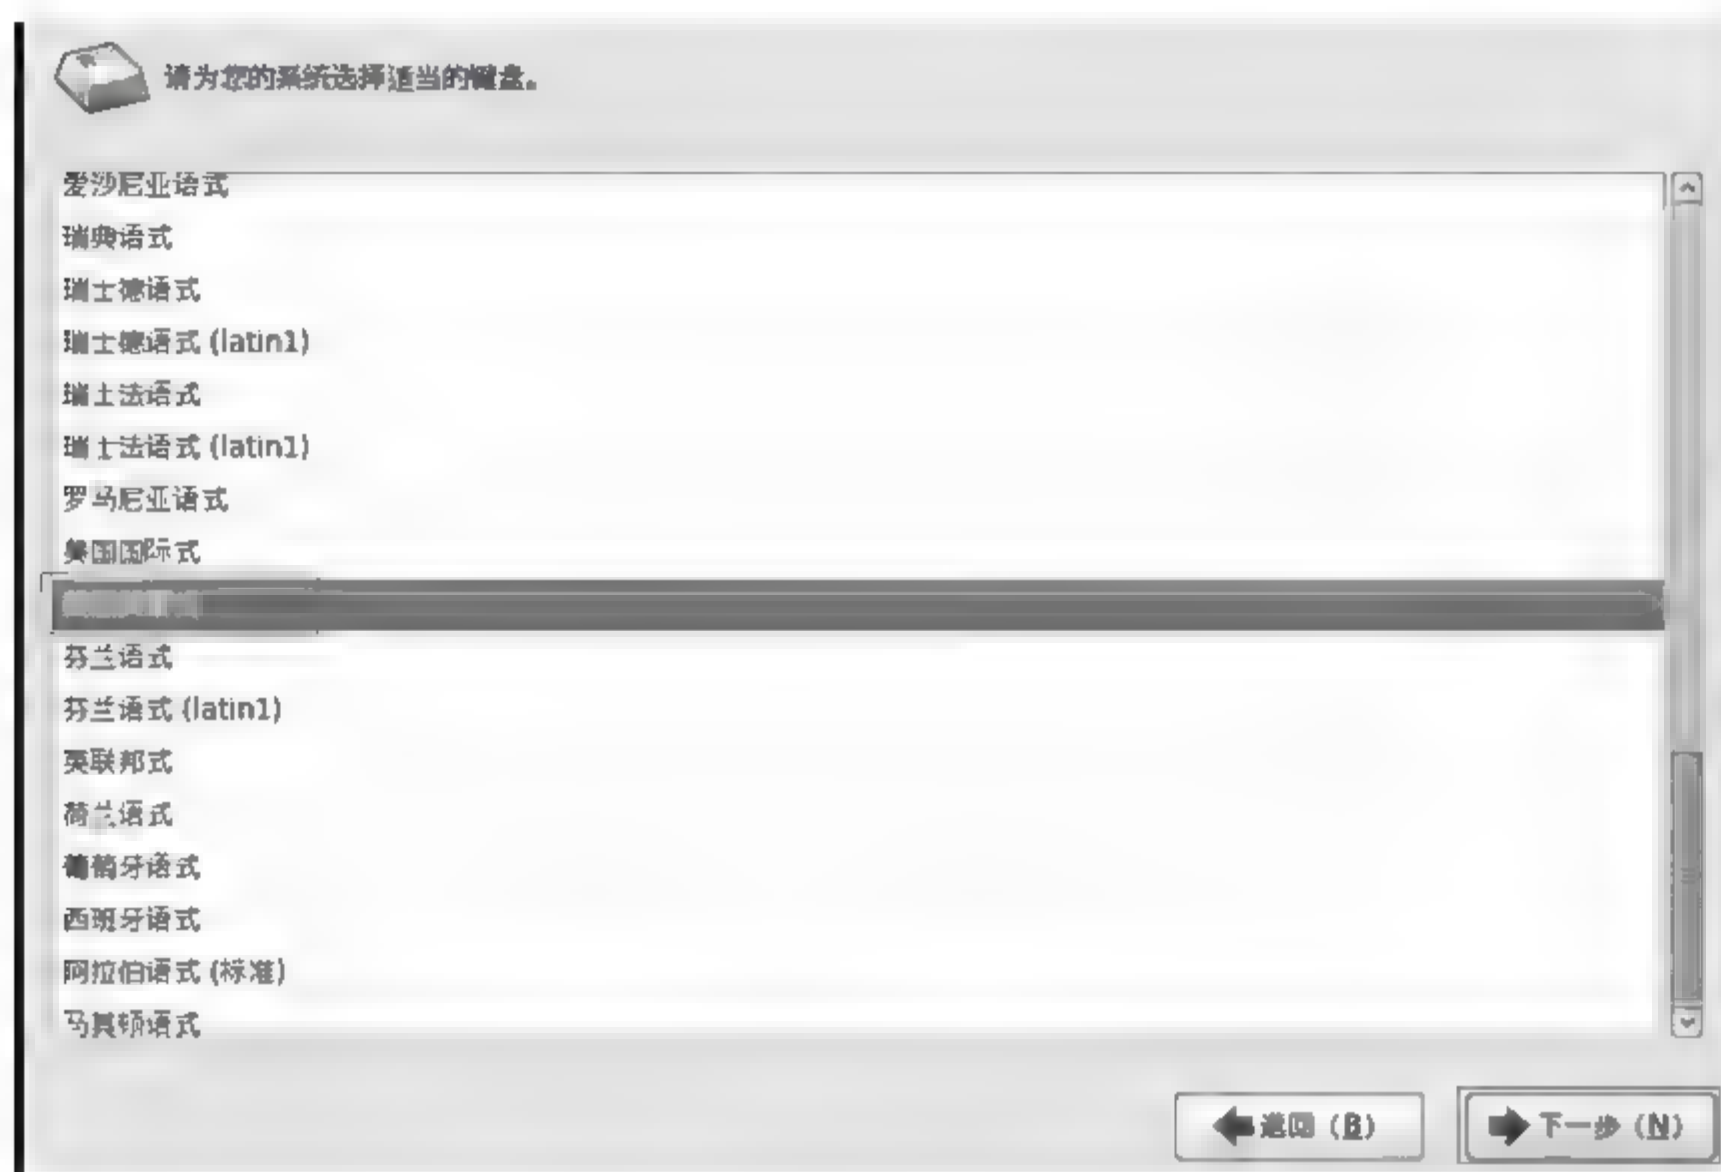 请为您的系统选择适当的键盘。
爱沙尼亚语式
瑞典语式
瑞士德语式
瑞士德语式 (latin1)
瑞士法语式
瑞士法语式 (latin1)
罗马尼亚语式
美国国际式
芬兰语式
芬兰语式 (latin1)
英联邦式
荷兰语式
葡萄牙语式
西班牙语式
阿拉伯语式 (标准)
马其顿语式
退回 (B)
下一步 (N)